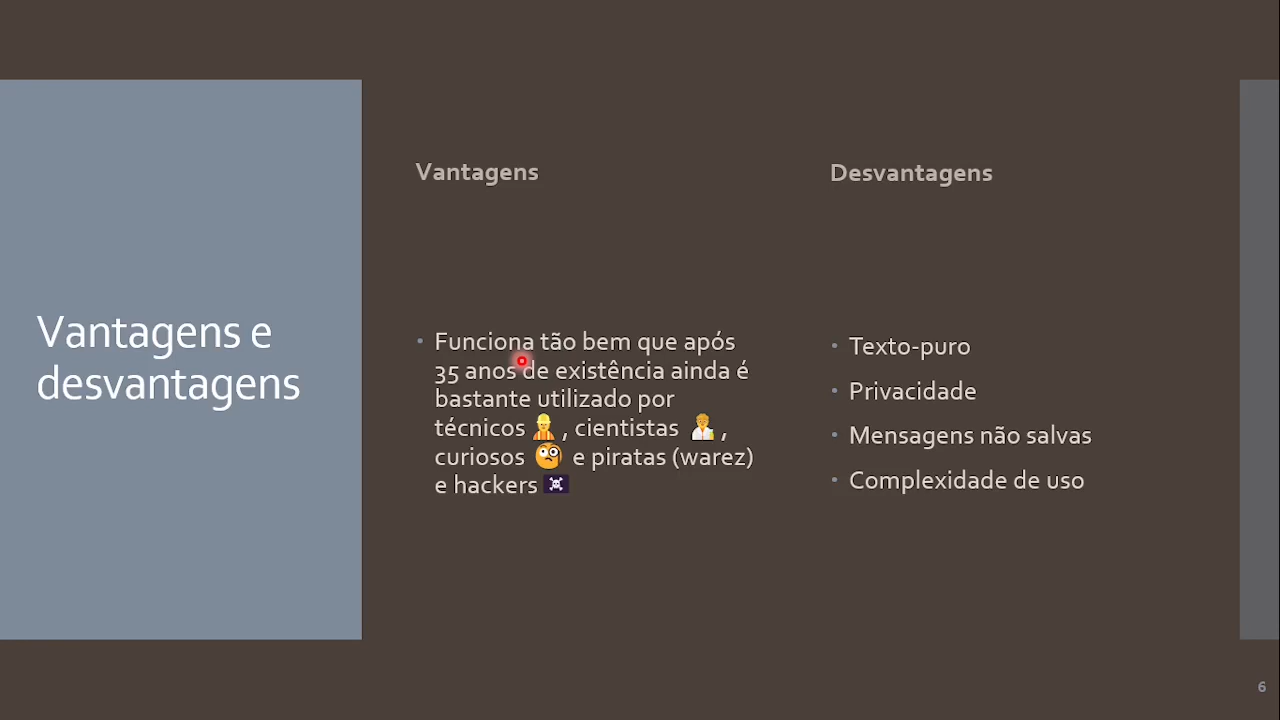 Vantagens e
desvantagens
Vantagens
• Funciona tão bem que após
35 anos de existência ainda é
bastante utilizado por
técnicos 👷, cientistas 👨‍🔬,
curiosos 🧐 e piratas (warez)
e hackers ☠
Desvantagens
• Texto-puro
• Privacidade
• Mensagens não salvas
• Complexidade de uso
6